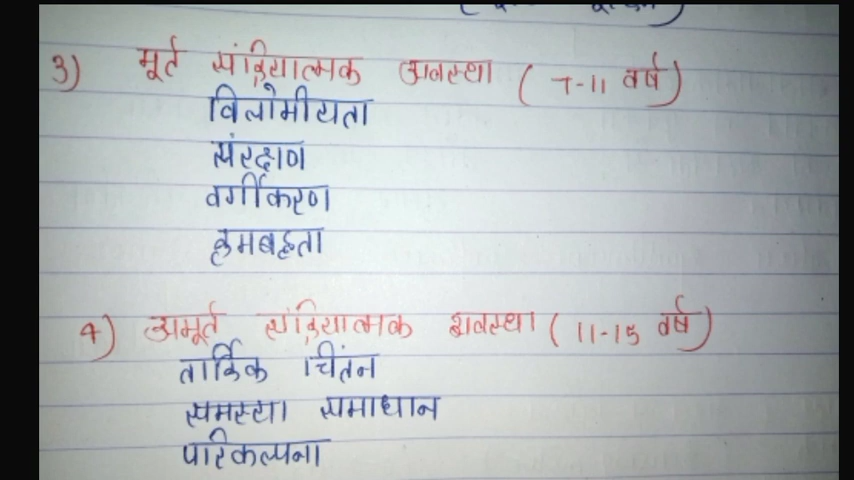 3) मूर्त संक्रियात्मक अवस्था ( 7-11 वर्ष )
विलोमीयता
संरक्षण
वर्गीकरण
क्रमबद्धता
4) अमूर्त संक्रियात्मक अवस्था ( 11-15 वर्ष )
तार्किक चिंतन
समस्या समाधान
परिकल्पना